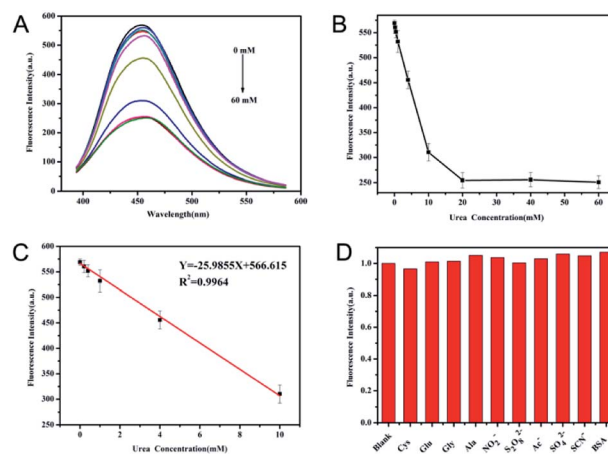 A
Fluorescence Intensity(a.u.)
600
550
500
450
400
350
300
250
200
150
100
50
0
0 mM
60 mM
400
450
500
550
600
Wavelength(nm)
B
Fluorescence Intensity(a.u.)
600
550
500
450
400
350
300
250
0
10
20
30
40
50
60
Urea Concentration(mM)
C
Fluorescence Intensity(a.u.)
600
550
500
450
400
350
300
250
Y=-25.9855X+566.615
R²=0.9964
0
2
4
6
8
10
Urea Concentration(mM)
D
Fluorescence Intensity(a.u.)
1.0
0.8
0.6
0.4
0.2
0.0
Blank
Cys
Glu
Gly
Ala
NO₂⁻
S₂O₈²⁻
Ac⁻
SO₄²⁻
SCN⁻
BSA